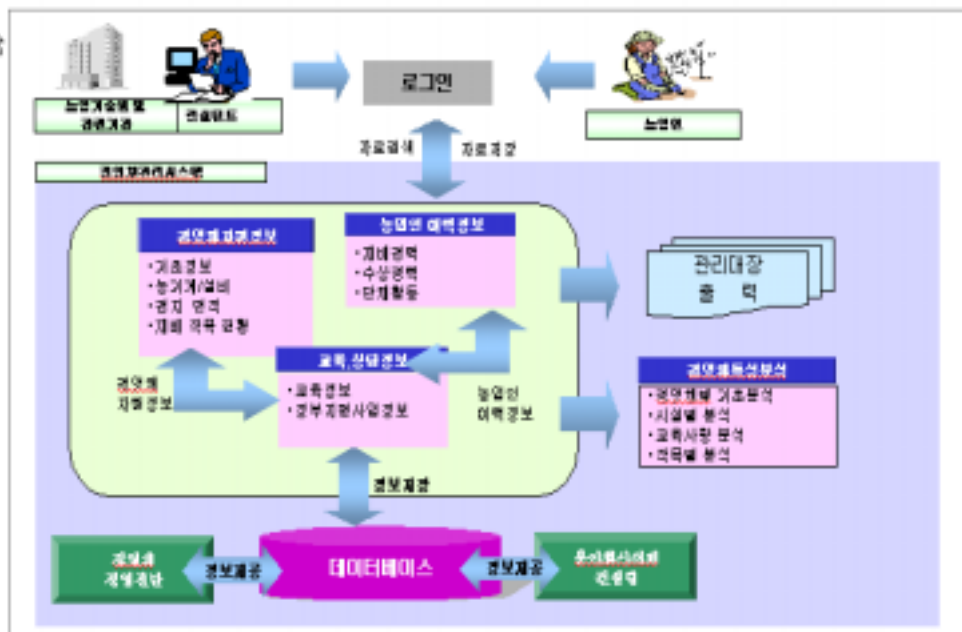 농업기술원 및
관련기관
컨설턴트
로그인
농업인
자료검색
자료저장
경영체관리시스템
경영체자원정보
• 기초정보
• 농기계/설비
• 경지 면적
• 재배 작목 현황
농업인 이력정보
• 재배경력
• 수상경력
• 단체활동
관리대장
출 력
교육,상담정보
• 교육정보
• 정부지원사업정보
경영체
자원정보
농업인
이력정보
경영체특성분석
• 경영체별 기초분석
• 시설별 분석
• 교육사항 분석
• 작목별 분석
정보저장
경영체
경영진단
정보제공
데이터베이스
정보제공
컨설팅